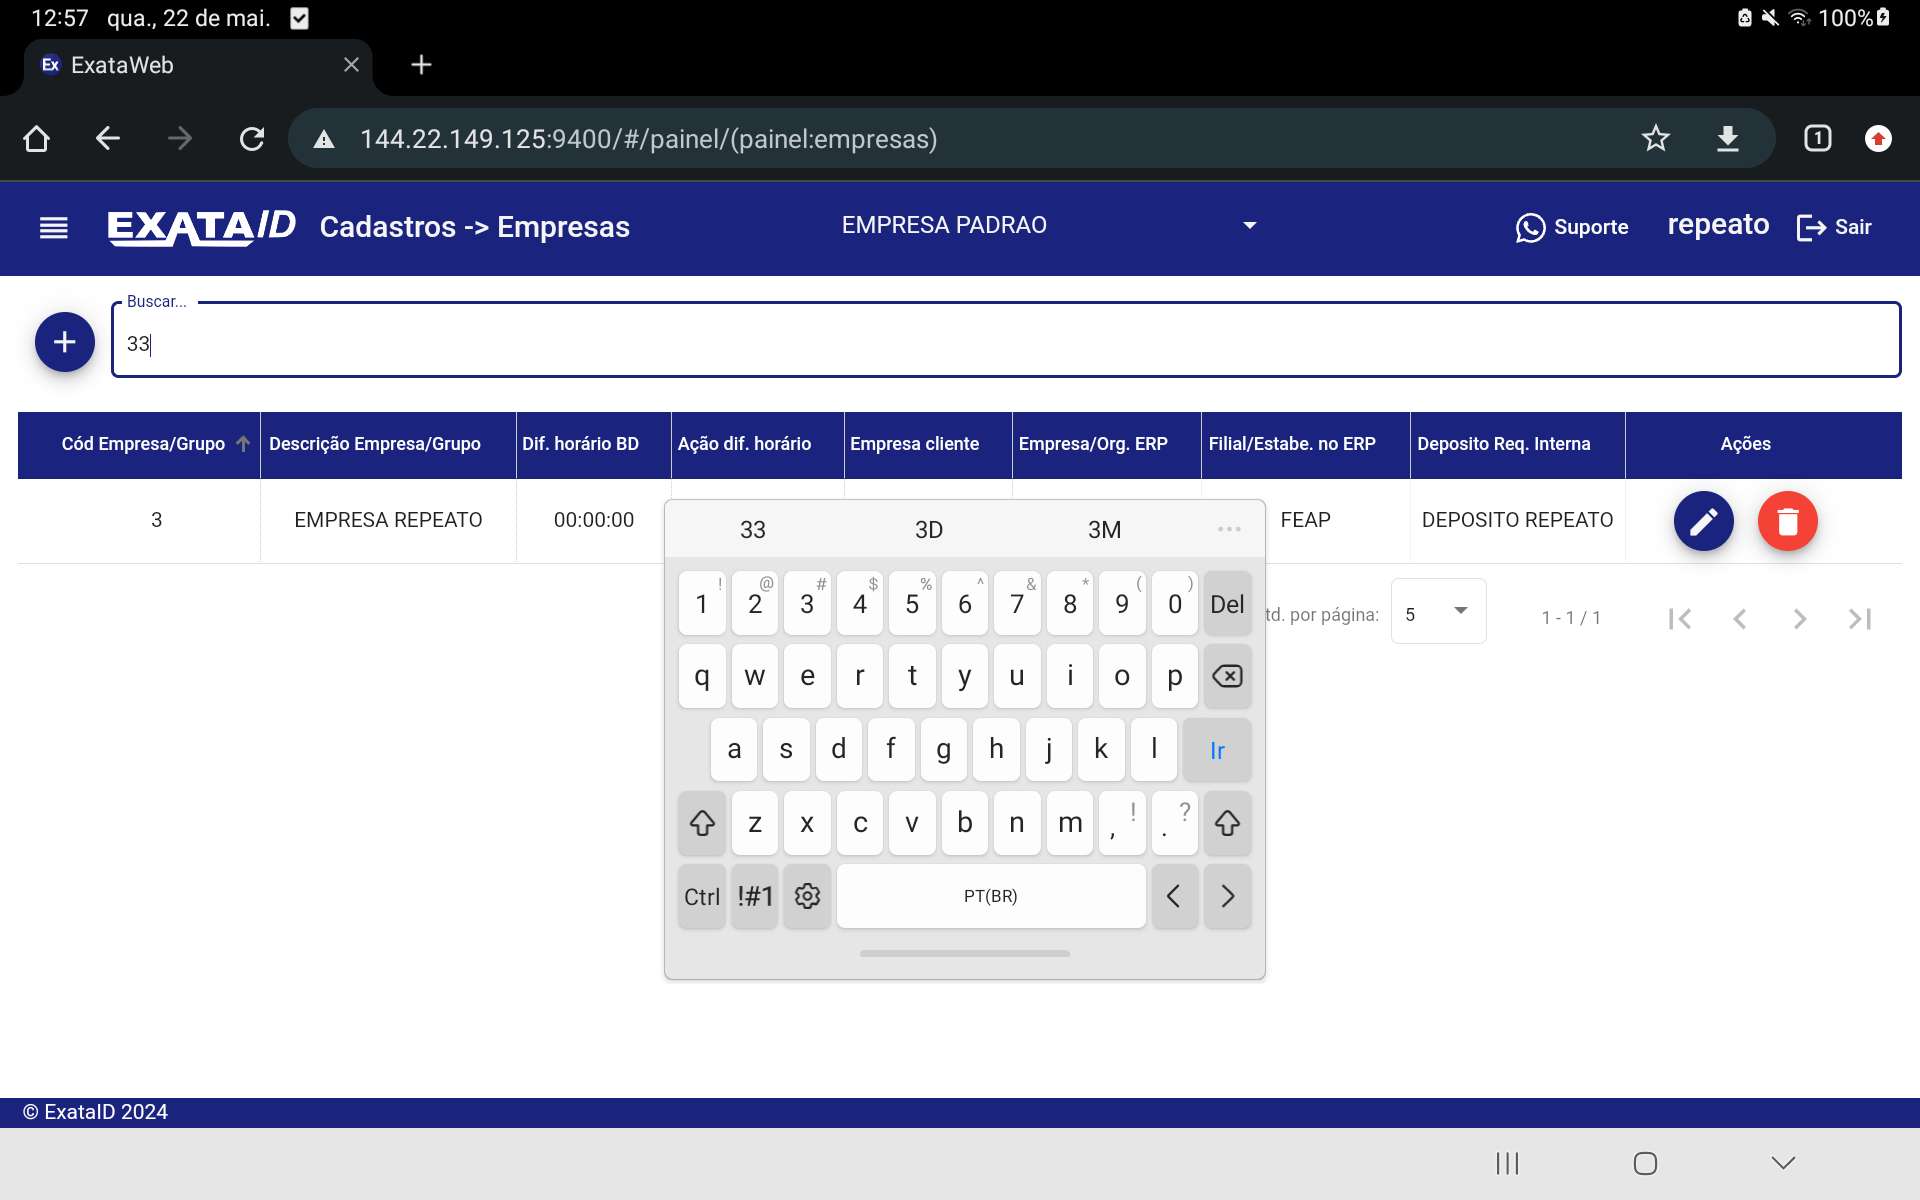 12:57 qua., 22 de mai. 100%
Ex ExataWeb
144.22.149.125:9400/#/painel/(painel:empresas) 1
EXATAID Cadastros -> Empresas EMPRESA PADRAO Suporte repeato Sair
Buscar...
33
Cód Empresa/Grupo Descrição Empresa/Grupo Dif. horário BD Ação dif. horário Empresa cliente Empresa/Org. ERP Filial/Estabe. no ERP Deposito Req. Interna Ações
3 EMPRESA REPEATO 00:00:00 FEAP DEPOSITO REPEATO
td. por página: 5 1 - 1 / 1
33 3D 3M ...
! @ # $ % ^ & * ( )
1 2 3 4 5 6 7 8 9 0 Del
q w e r t y u i o p
a s d f g h j k l Ir
z x c v b n m , ! . ?
Ctrl !#1 PT(BR) < >
© ExataID 2024